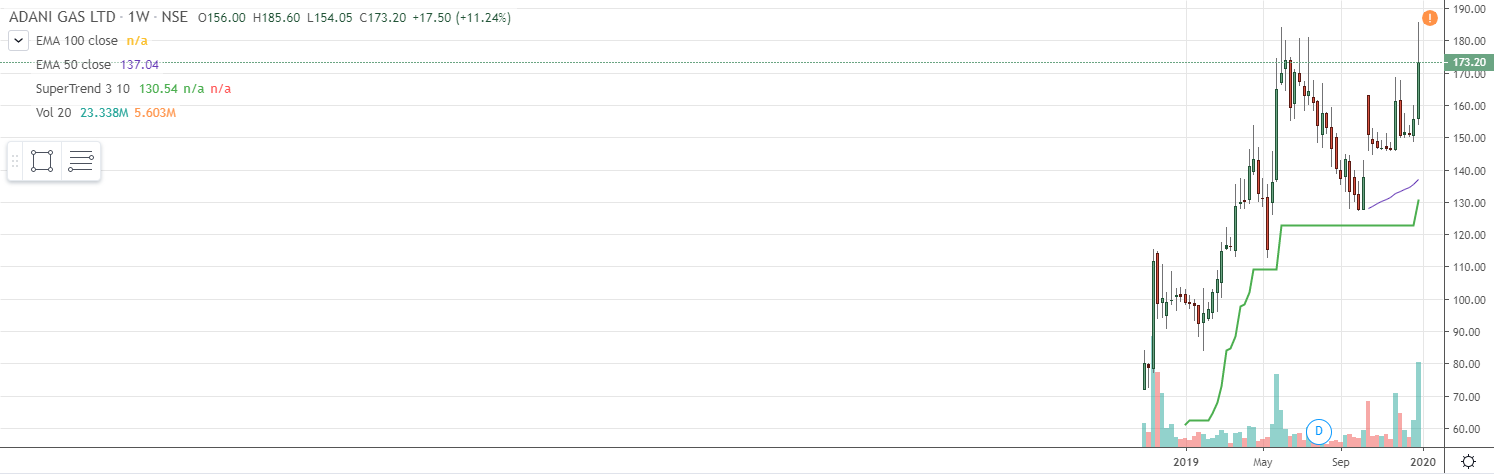 ADANI GAS LTD · 1W · NSE O156.00 H185.60 L154.05 C173.20 +17.50 (+11.24%)
EMA 100 close n/a
EMA 50 close 137.04
SuperTrend 3 10 130.54 n/a n/a
Vol 20 23.338M 5.603M
!
190.00
180.00
173.20
170.00
160.00
150.00
140.00
130.00
120.00
110.00
100.00
90.00
80.00
70.00
60.00
D
2019 May Sep 2020